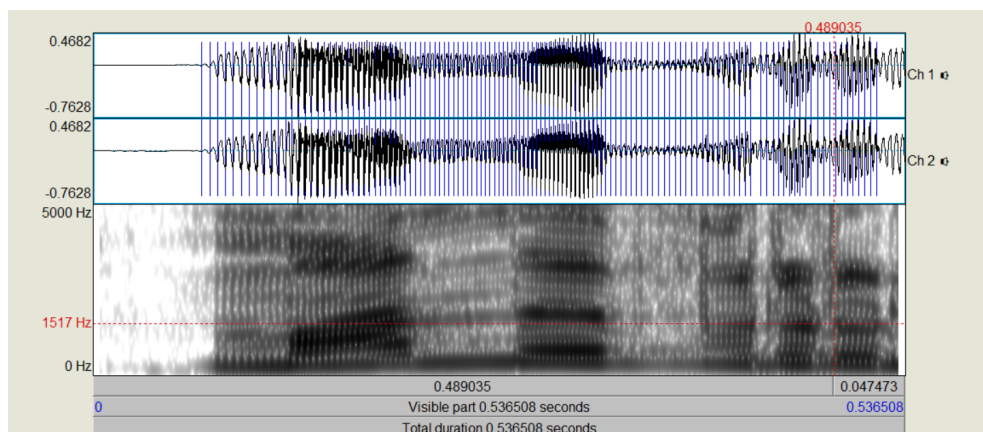 0.489035
0.4682
-0.7628
Ch 1
0.4682
-0.7628
Ch 2
5000 Hz
1517 Hz
0 Hz
0.489035 0.047473
0 Visible part 0.536508 seconds 0.536508
Total duration 0.536508 seconds